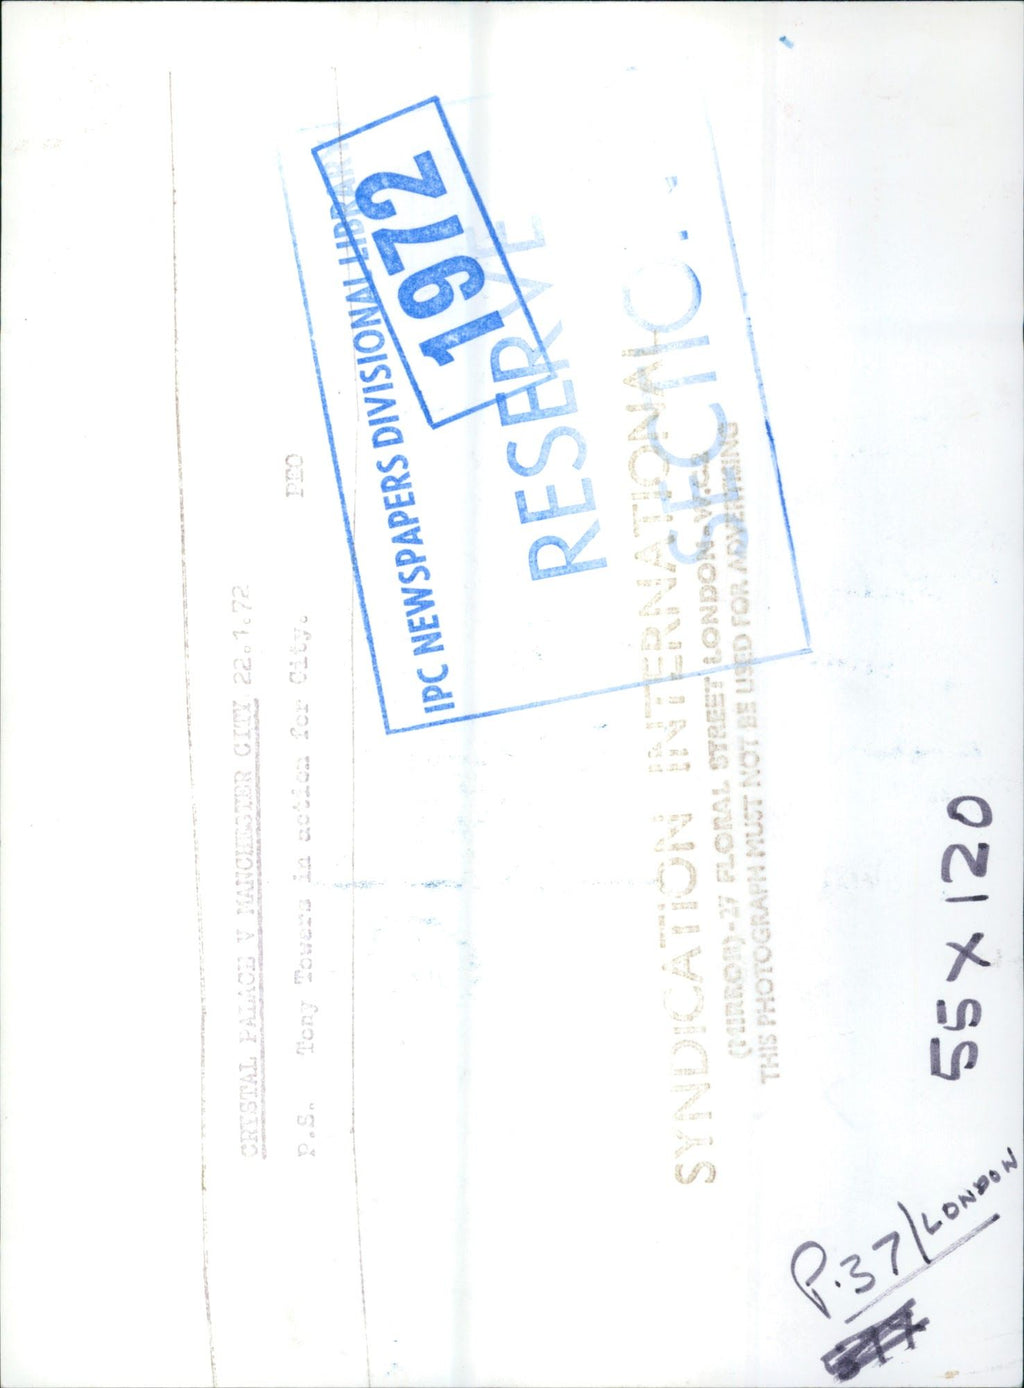 CRYSTAL PALACE V MANCHESTER CITY 22.1.72
P.S. Tony Towers in action for City. PEO
IPC NEWSPAPERS DIVISIONAL LIBRARY
1972
RESERVE
SECTIO
SYNDICATION INTERNATIONAL
(MIRROR) - 27 FLORAL STREET LONDON - W.C.2
THIS PHOTOGRAPH MUST NOT BE USED FOR ADVERTISING
55 X 120
P.37/LONDON